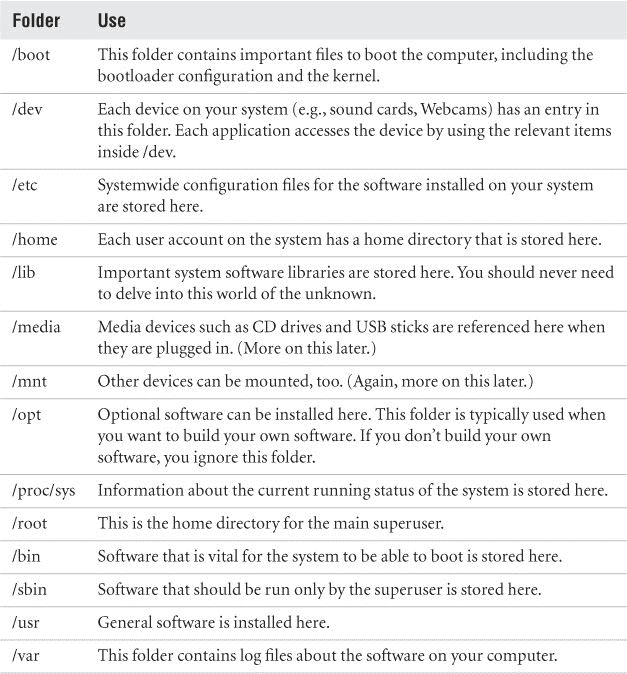 Folder Use
/boot This folder contains important files to boot the computer, including the
bootloader configuration and the kernel.
/dev Each device on your system (e.g., sound cards, Webcams) has an entry in
this folder. Each application accesses the device by using the relevant items
inside /dev.
/etc Systemwide configuration files for the software installed on your system
are stored here.
/home Each user account on the system has a home directory that is stored here.
/lib Important system software libraries are stored here. You should never need
to delve into this world of the unknown.
/media Media devices such as CD drives and USB sticks are referenced here when
they are plugged in. (More on this later.)
/mnt Other devices can be mounted, too. (Again, more on this later.)
/opt Optional software can be installed here. This folder is typically used when
you want to build your own software. If you don’t build your own
software, you ignore this folder.
/proc/sys Information about the current running status of the system is stored here.
/root This is the home directory for the main superuser.
/bin Software that is vital for the system to be able to boot is stored here.
/sbin Software that should be run only by the superuser is stored here.
/usr General software is installed here.
/var This folder contains log files about the software on your computer.